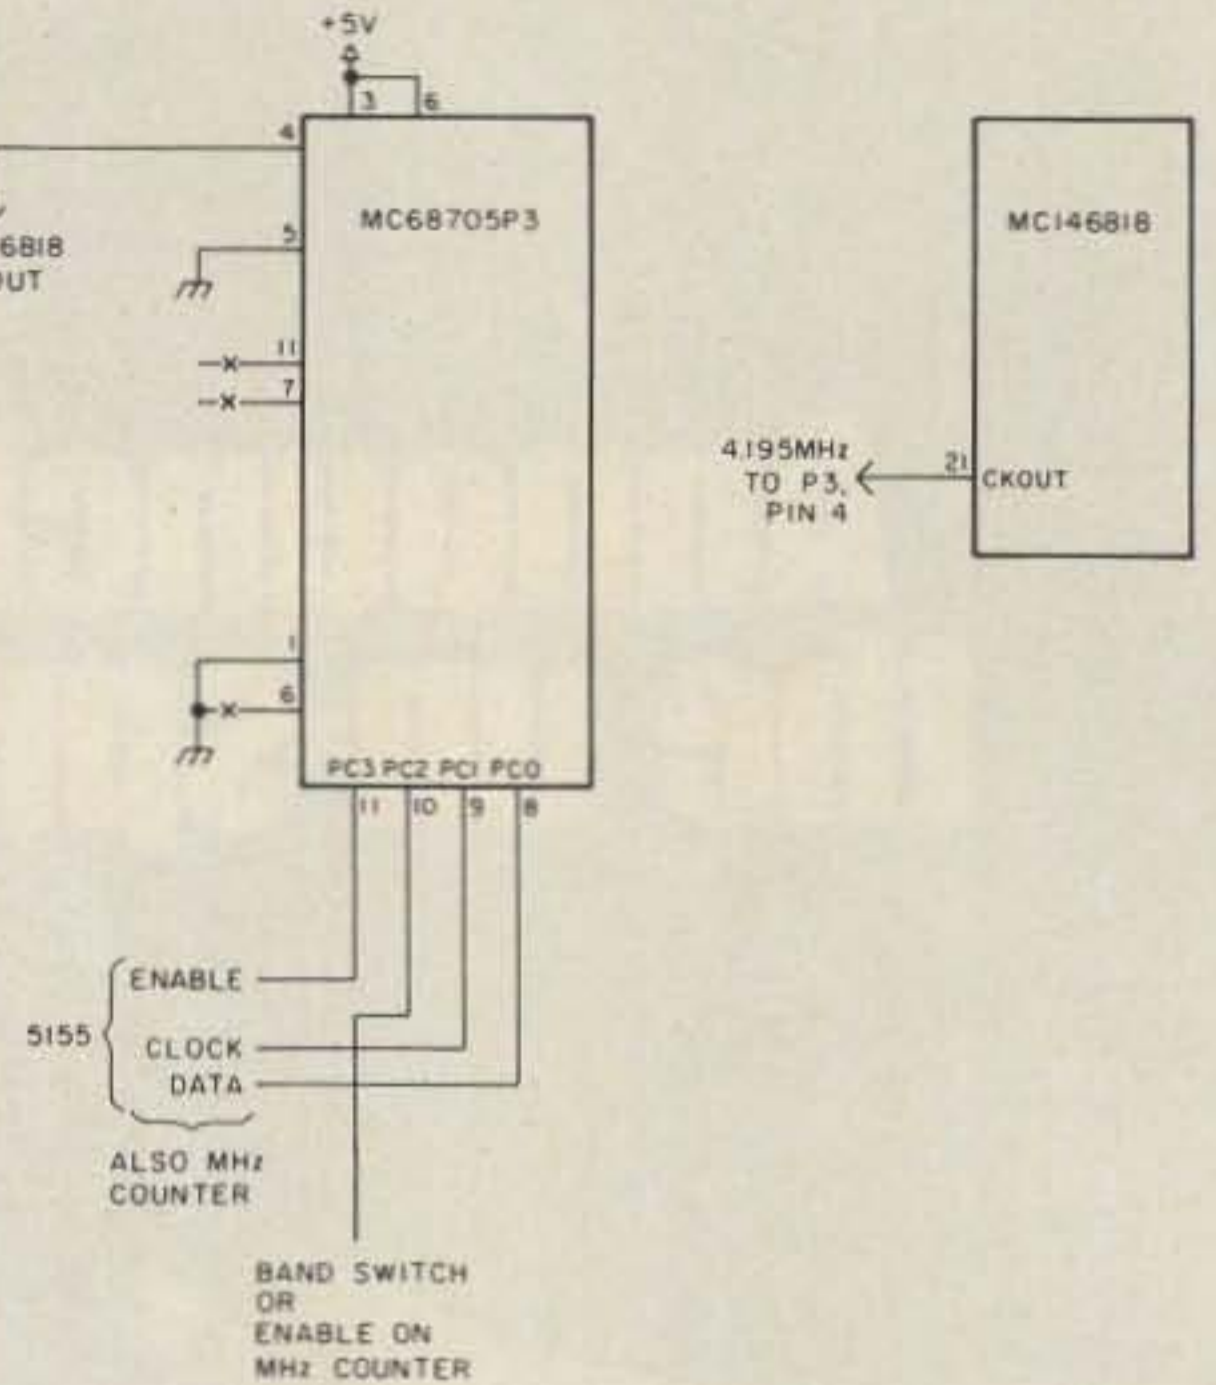 +5V
3
6
4
MC68705P3
MC146818
5
6818
OUT
11
7
4.195MHz
TO P3,
PIN 4
21
CKOUT
1
6
PC3 PC2 PC1 PC0
11
10
9
8
ENABLE
5155
CLOCK
DATA
ALSO MHz
COUNTER
BAND SWITCH
OR
ENABLE ON
MHz COUNTER